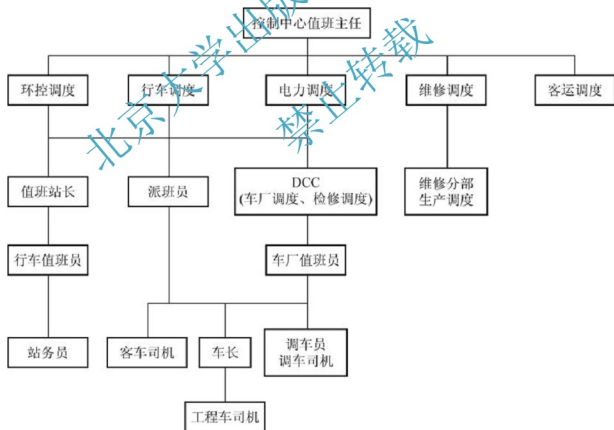 控制中心值班主任
环控调度
行车调度
电力调度
维修调度
客运调度
值班站长
派班员
DCC
(车厂调度、检修调度)
维修分部
生产调度
行车值班员
车厂值班员
站务员
客车司机
车长
调车员
调车司机
工程车司机
北京大学出版
禁止转载